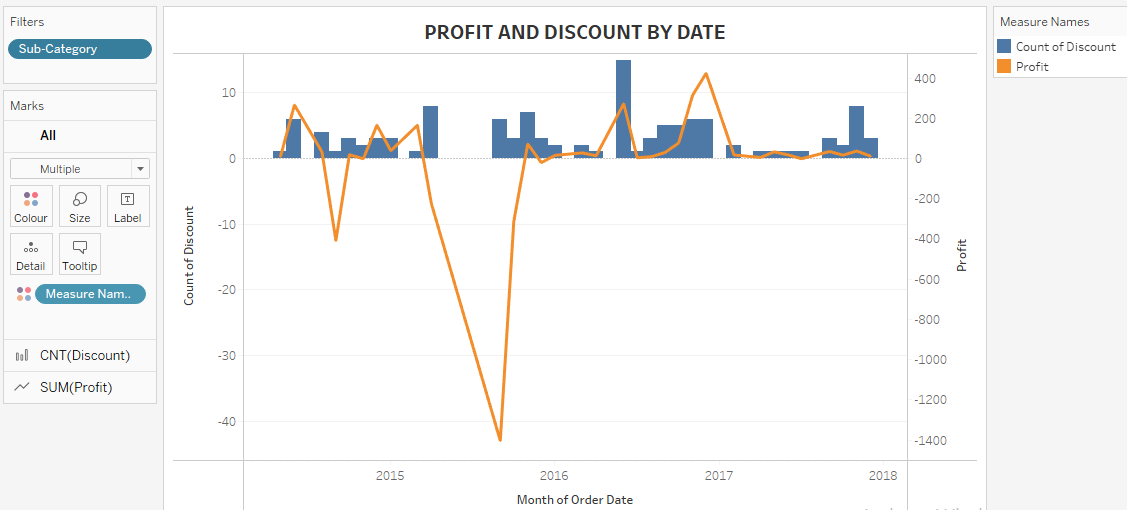 Filters
Sub-Category
Marks
All
Multiple
Colour Size Label
Detail Tooltip
Measure Nam..
CNT(Discount)
SUM(Profit)
PROFIT AND DISCOUNT BY DATE
Count of Discount
10
0
-10
-20
-30
-40
400
200
0
-200
-400
-600
-800
-1000
-1200
-1400
Profit
2015 2016 2017 2018
Month of Order Date
Measure Names
Count of Discount
Profit